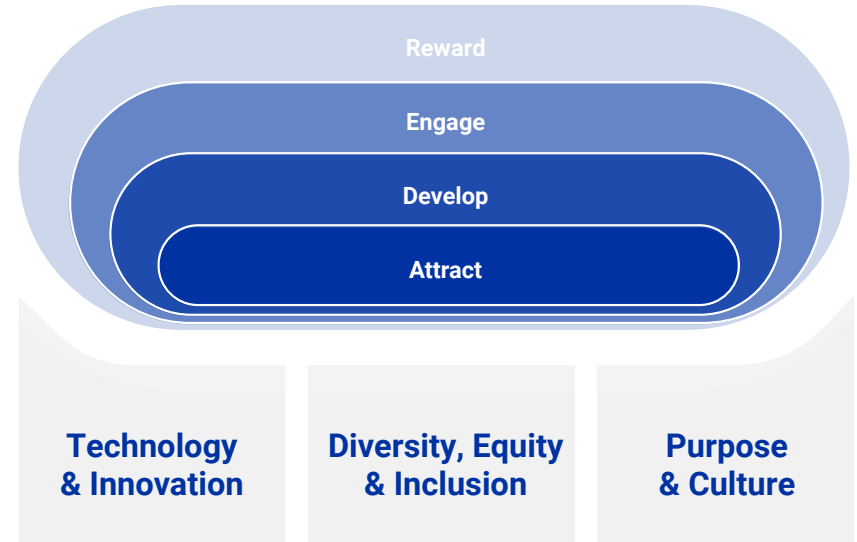 Reward
Engage
Develop
Attract
Technology
& Innovation
Diversity, Equity
& Inclusion
Purpose
& Culture